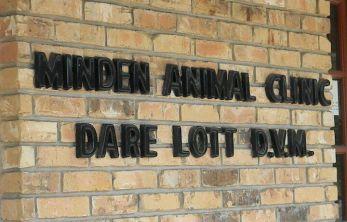 MINDEN ANIMAL CLINIC
DARE LOTT D.V.M.